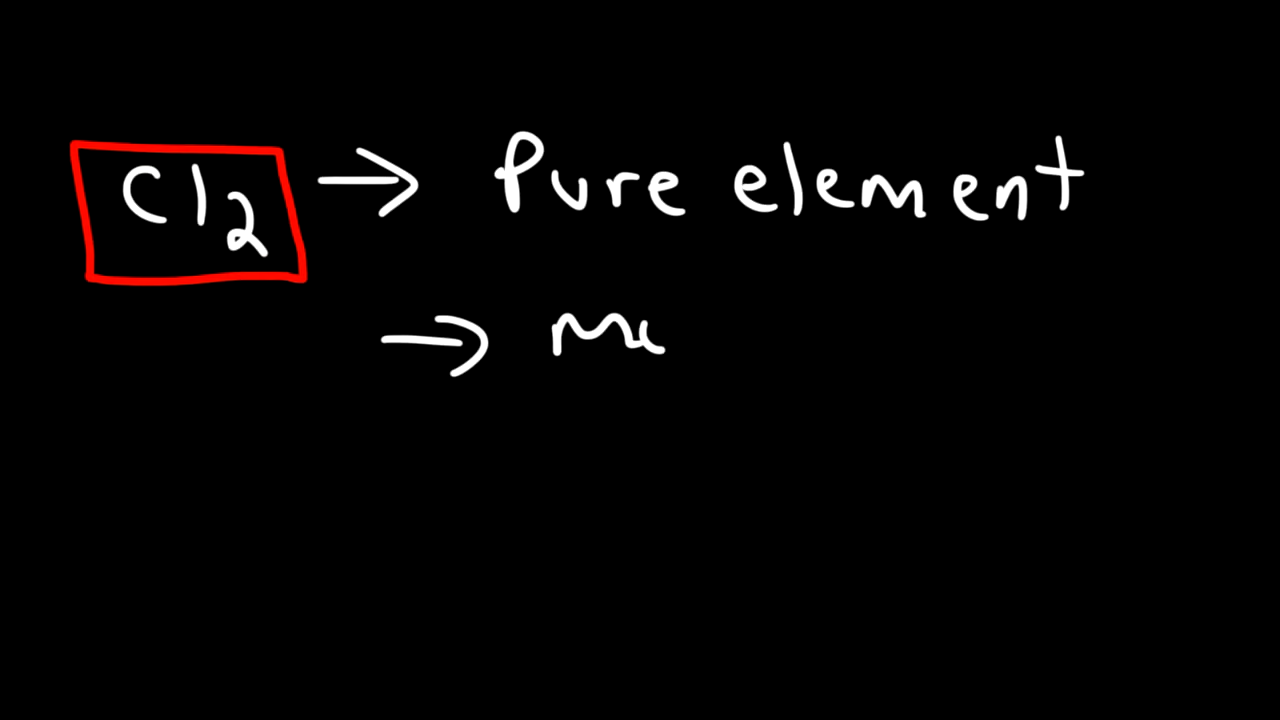 Cl₂ → Pure element
→